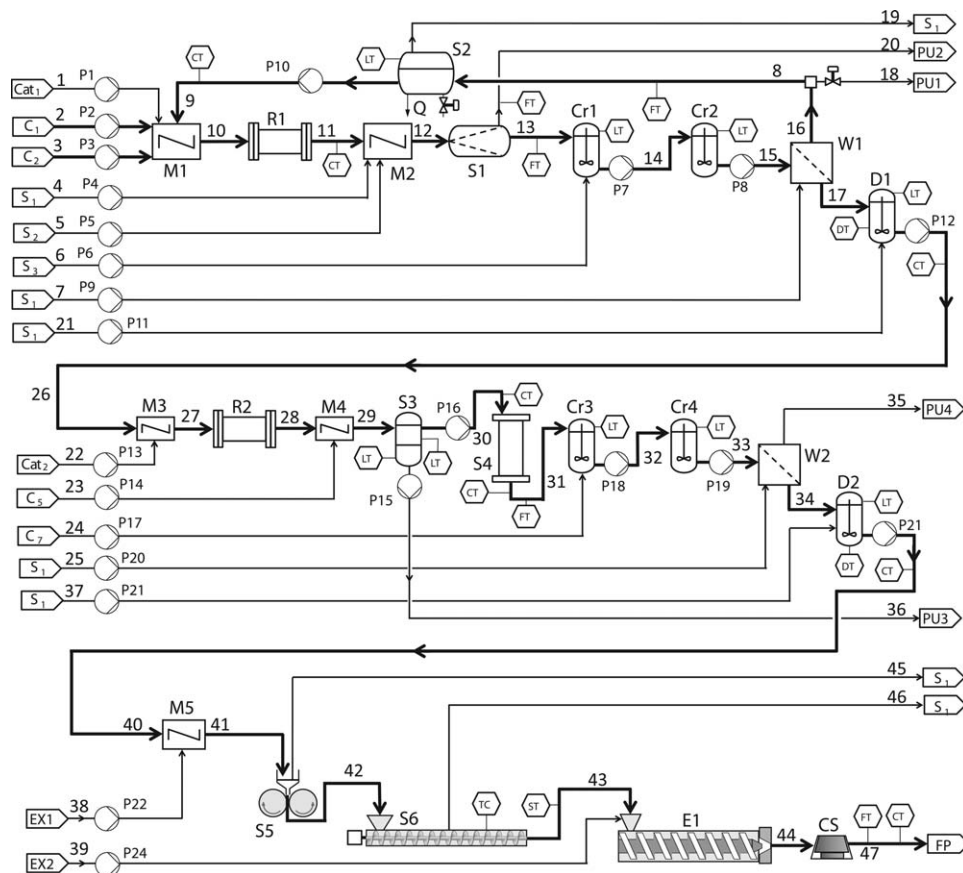 19 S1
LT S2
20 PU2
CT P10
8 18 PU1
Cat1 1 P1
9
Q FT FT
C1 2 P2
C2 3 P3
10 R1 11 12 13 Cr1 LT Cr2 LT 16 W1
M1 CT M2 S1 FT 14 15 17 D1 LT
P7 P8
S1 4 P4
S2 5 P5
DT P12
S3 6 P6
CT
S1 7 P9
S1 21 P11
26
M3 27 R2 28 M4 29 S3 P16 CT Cr3 LT Cr4 LT 35 PU4
30
S4 33 W2
LT LT 31 32
Cat2 22 P13
CT P18 P19 34 D2 LT
C5 23 P14
P15 FT
C7 24 P17
P21
S1 25 P20
DT CT
S1 37 P21
36 PU3
45 S1
46 S1
M5
40 41
42 43
TC ST
EX1 38 P22
S5 S6 E1 CS FT CT
44 47 FP
EX2 39 P24